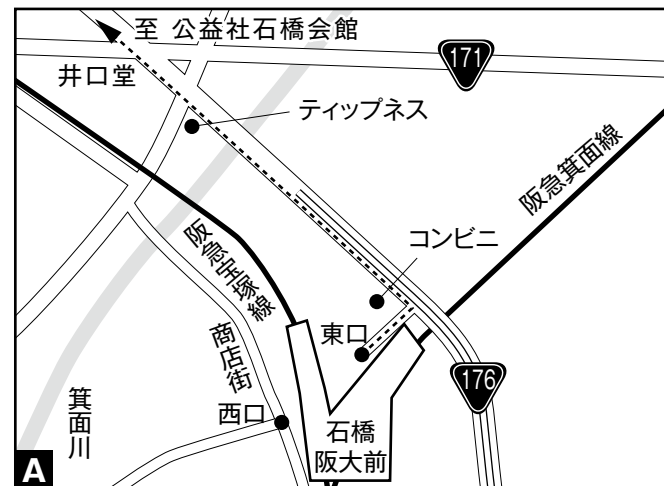 至 公益社石橋会館
171
井口堂
ティップネス
阪急箕面線
コンビニ
阪急宝塚線
東口
商店街
176
箕面川
西口
石橋
阪大前
A